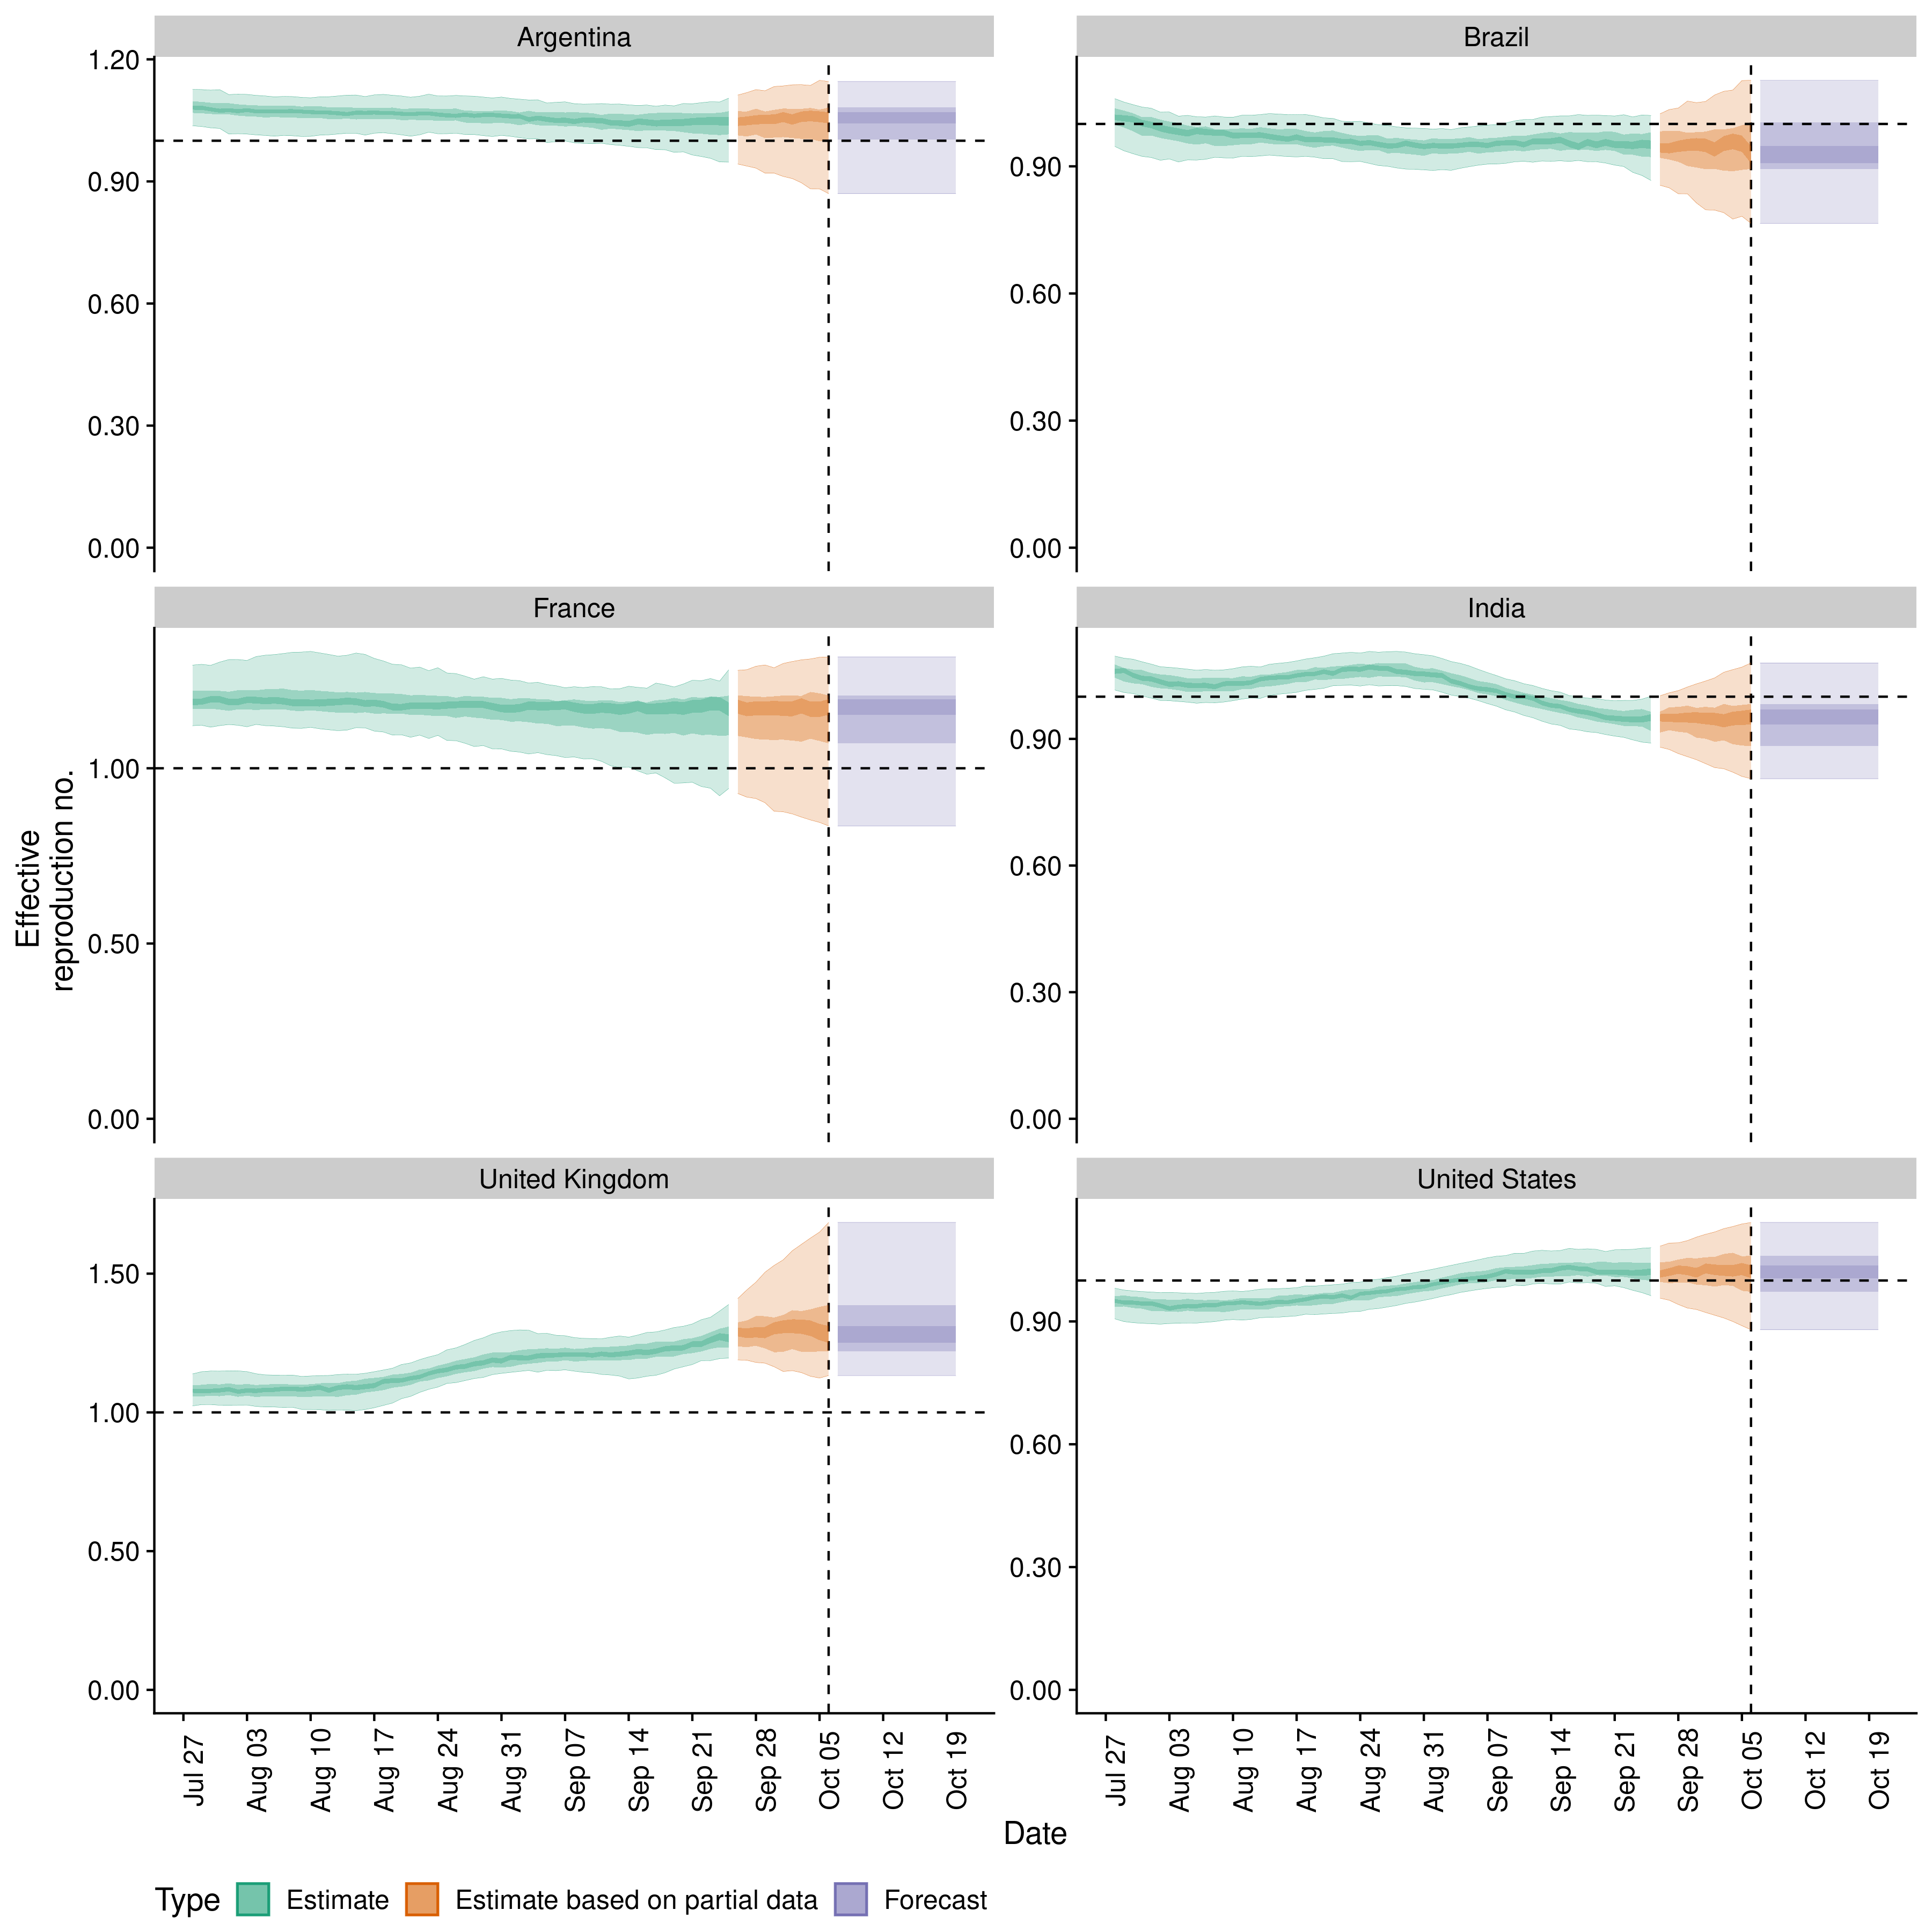 Argentina
Brazil
1.20
0.90
0.60
0.30
0.00
0.90
0.60
0.30
0.00
France
India
1.00
0.50
0.00
0.90
0.60
0.30
0.00
Effective
reproduction no.
United Kingdom
United States
1.50
1.00
0.50
0.00
0.90
0.60
0.30
0.00
Jul 27
Aug 03
Aug 10
Aug 17
Aug 24
Aug 31
Sep 07
Sep 14
Sep 21
Sep 28
Oct 05
Oct 12
Oct 19
Jul 27
Aug 03
Aug 10
Aug 17
Aug 24
Aug 31
Sep 07
Sep 14
Sep 21
Sep 28
Oct 05
Oct 12
Oct 19
Date
Type Estimate Estimate based on partial data Forecast